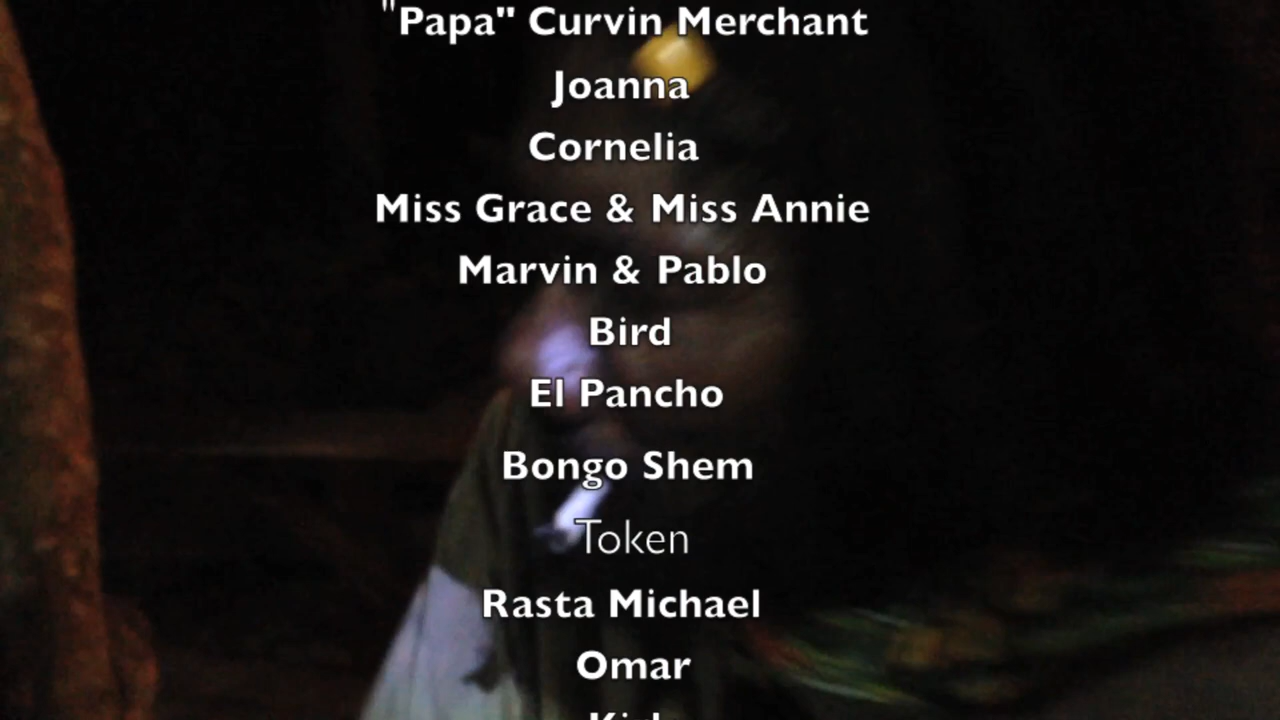 "Papa" Curvin Merchant
Joanna
Cornelia
Miss Grace & Miss Annie
Marvin & Pablo
Bird
El Pancho
Bongo Shem
Token
Rasta Michael
Omar